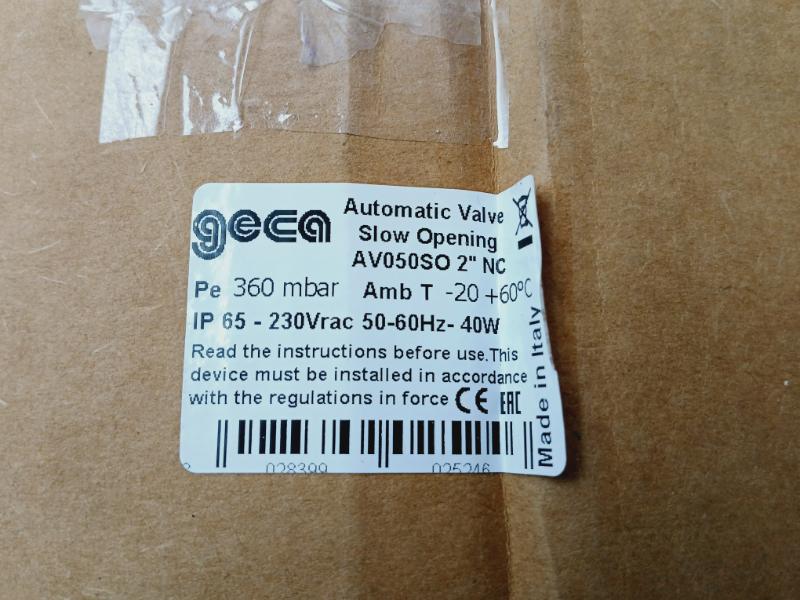 geca
Automatic Valve
Slow Opening
AV050SO 2" NC
Pe 360 mbar Amb T -20 +60ºC
IP 65 - 230Vrac 50-60Hz- 40W
Read the instructions before use.This
device must be installed in accordance
with the regulations in force CE EAC
Made in Italy
028399 025246